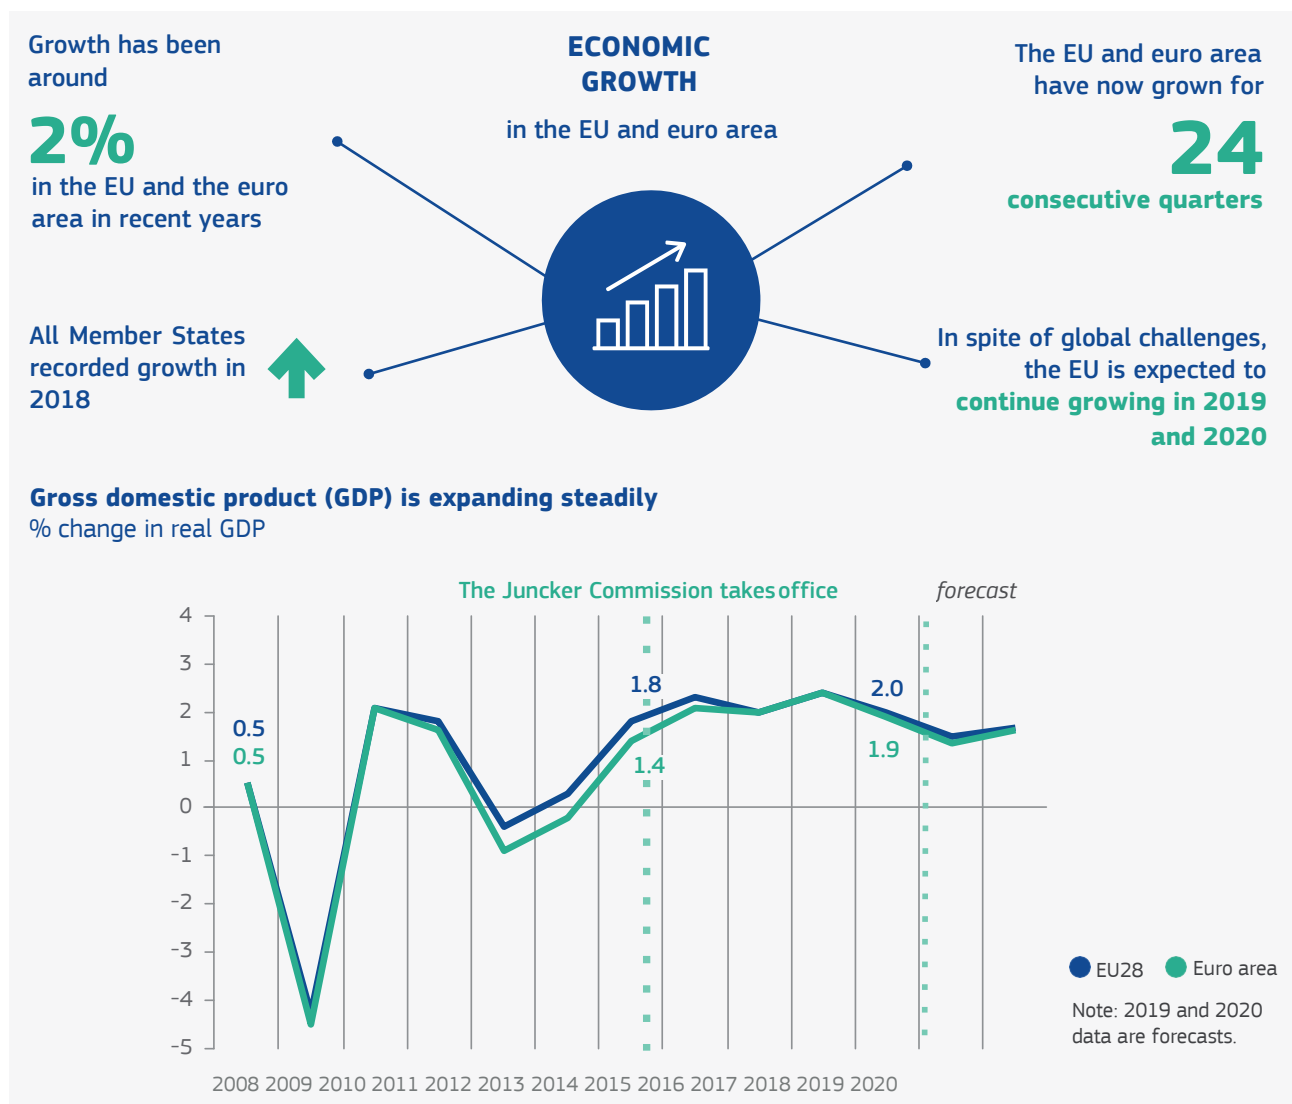 Growth has been
around
2%
in the EU and the euro
area in recent years
ECONOMIC
GROWTH
in the EU and euro area
The EU and euro area
have now grown for
24
consecutive quarters
All Member States
recorded growth in
2018
In spite of global challenges,
the EU is expected to
continue growing in 2019
and 2020
Gross domestic product (GDP) is expanding steadily
% change in real GDP
The Juncker Commission takes office
forecast
4
3
2
1
0
-1
-2
-3
-4
-5
0.5
0.5
1.8
1.4
2.0
1.9
2008 2009 2010 2011 2012 2013 2014 2015 2016 2017 2018 2019 2020
EU28 Euro area
Note: 2019 and 2020
data are forecasts.